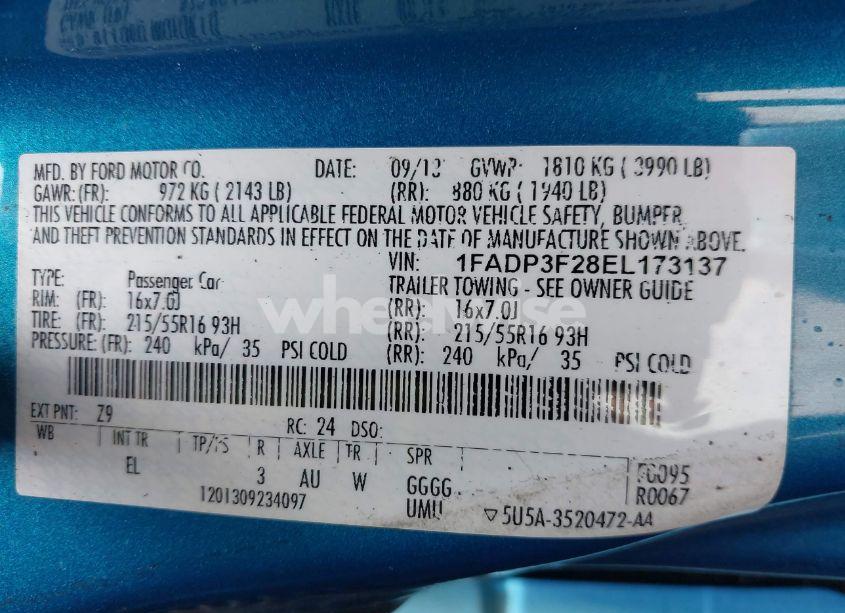 MFD. BY FORD MOTOR CO. DATE: 09/13 GVWR: 1810 KG ( 3990 LB)
GAWR: (FR): 972 KG ( 2143 LB) (RR): 880 KG ( 1940 LB)
THIS VEHICLE CONFORMS TO ALL APPLICABLE FEDERAL MOTOR VEHICLE SAFETY, BUMPER
AND THEFT PREVENTION STANDARDS IN EFFECT ON THE DATE OF MANUFACTURE SHOWN ABOVE.
VIN: 1FADP3F28EL173137
TYPE: Passenger Car TRAILER TOWING - SEE OWNER GUIDE
RIM: (FR): 16x7.0J (RR): 16x7.0J
TIRE: (FR): 215/55R16 93H (RR): 215/55R16 93H
PRESSURE: (FR): 240 kPa/ 35 PSI COLD (RR): 240 kPa/ 35 PSI COLD
EXT PNT: Z9 RC: 24 DSO:
WB INT TR TP/PS R AXLE TR SPR
EL 3 AU W GGGG
UMU
R0067
1201309234097
▽5U5A-3520472-AA